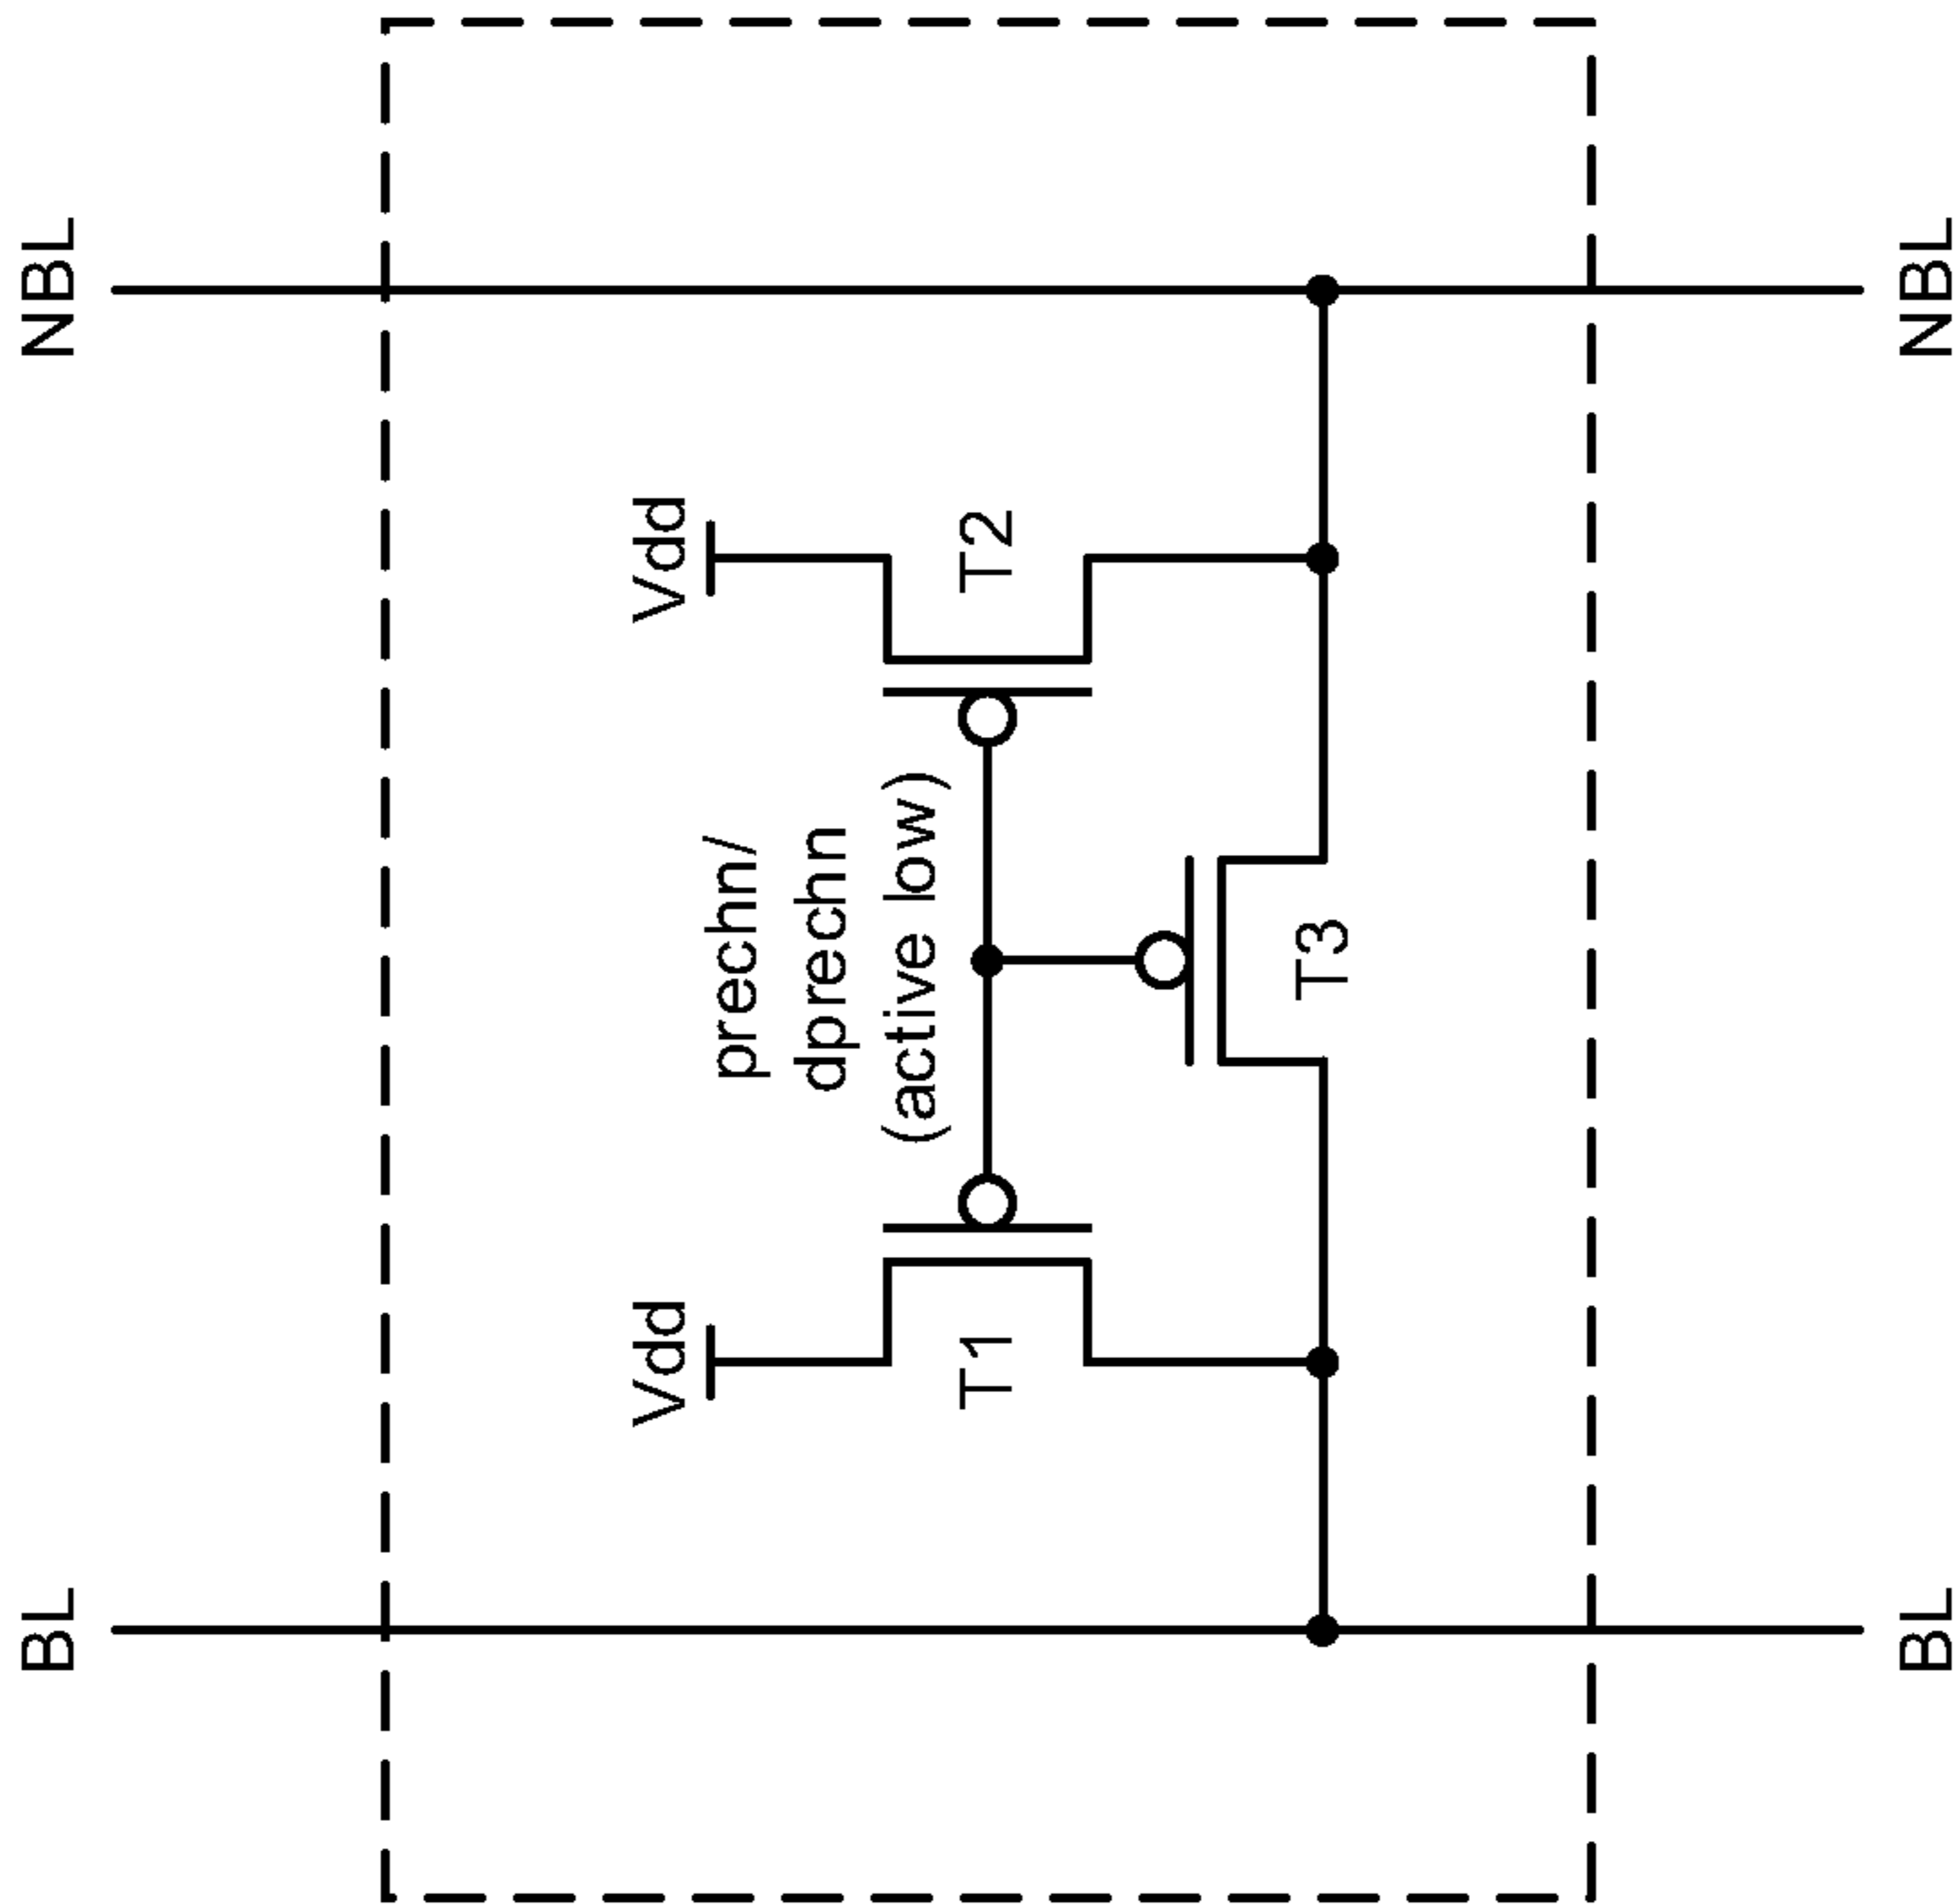 BL
NBL
Vdd
Vdd
prechn/
dprechn
(active low)
T1
T2
T3
BL
NBL